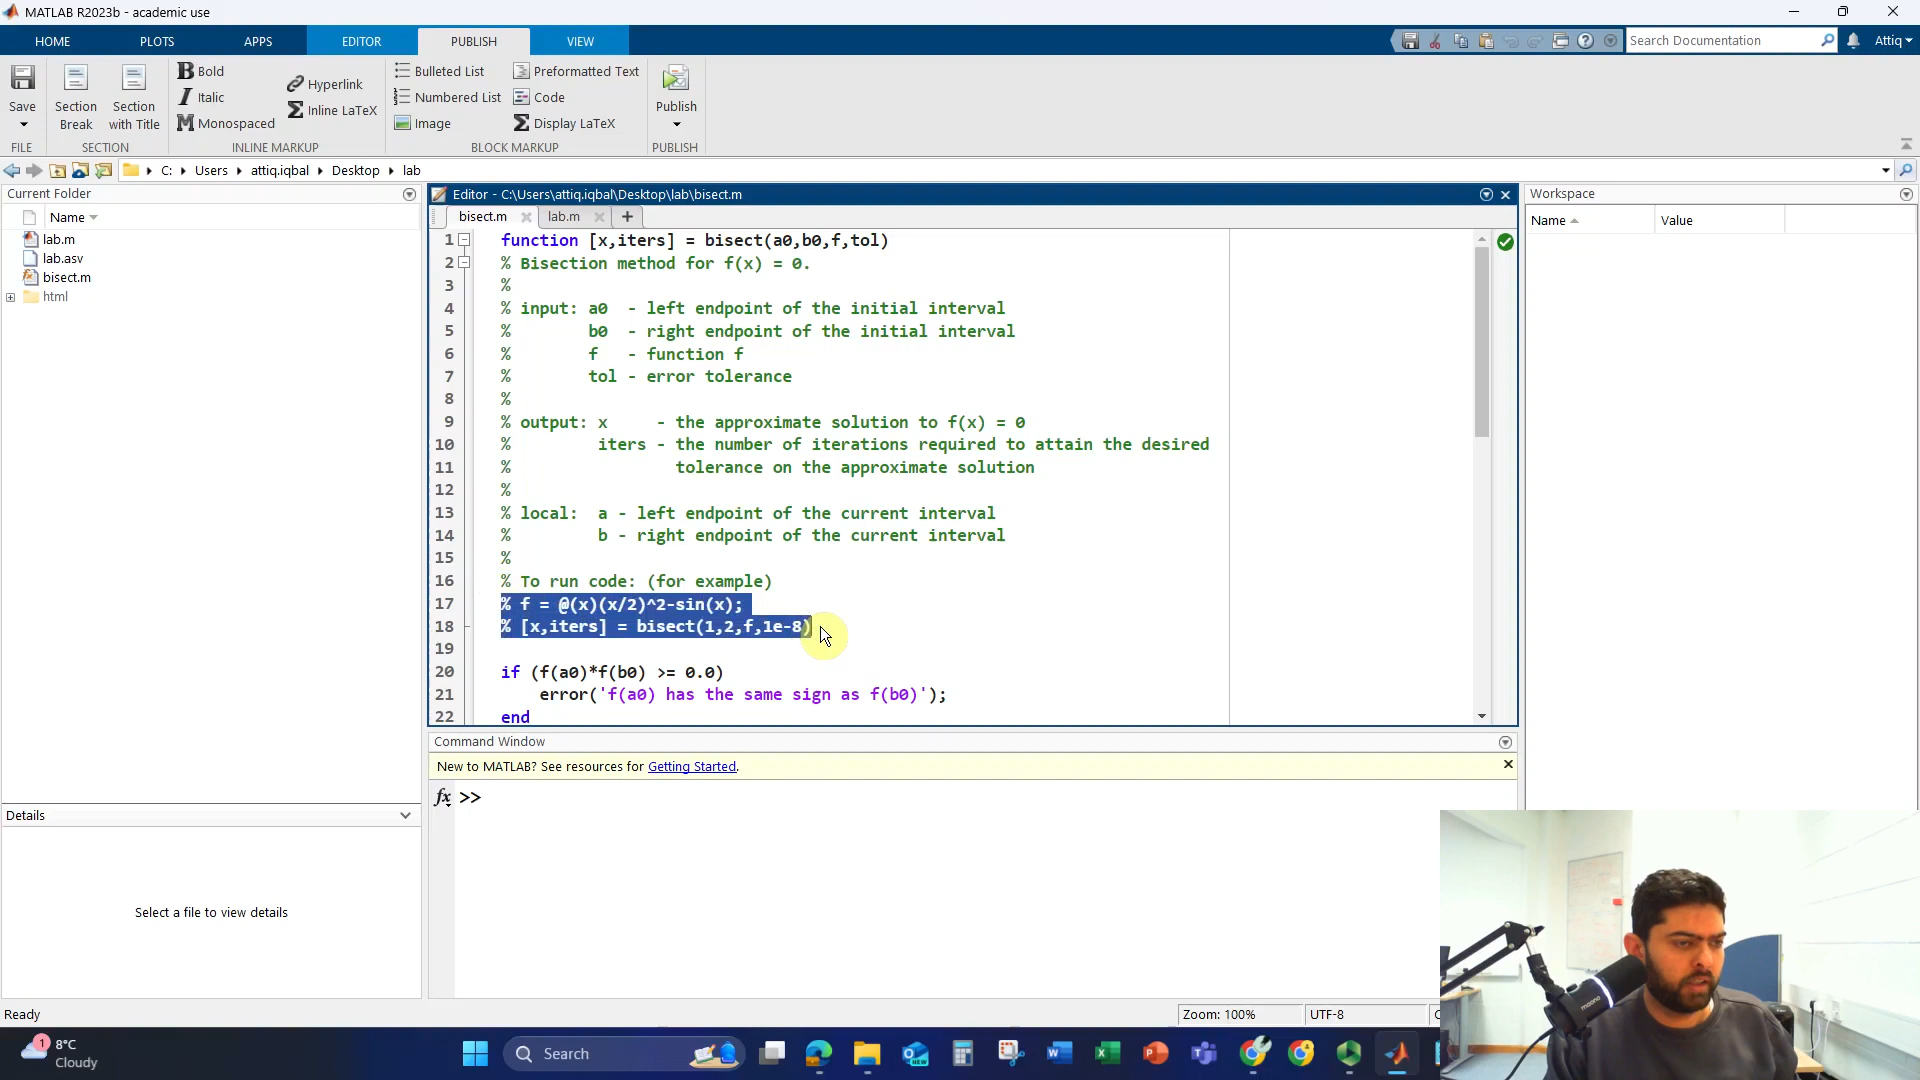 MATLAB R2023b - academic use
HOME PLOTS APPS EDITOR PUBLISH VIEW
Search Documentation
Attiq
Save
Section Break
Section with Title
Bold
Italic
Monospaced
Hyperlink
Inline LaTeX
Bulleted List
Numbered List
Image
Preformatted Text
Code
Display LaTeX
Publish
FILE SECTION INLINE MARKUP BLOCK MARKUP PUBLISH
C: Users attiq.iqbal Desktop lab
Current Folder
Name
lab.m
lab.asv
bisect.m
html
Details
Select a file to view details
Editor - C:\Users\attiq.iqbal\Desktop\lab\bisect.m
bisect.m lab.m
1 function [x,iters] = bisect(a0,b0,f,tol)
2 % Bisection method for f(x) = 0.
3 %
4 % input: a0 - left endpoint of the initial interval
5 % b0 - right endpoint of the initial interval
6 % f - function f
7 % tol - error tolerance
8 %
9 % output: x - the approximate solution to f(x) = 0
10 % iters - the number of iterations required to attain the desired
11 % tolerance on the approximate solution
12 %
13 % local: a - left endpoint of the current interval
14 % b - right endpoint of the current interval
15 %
16 % To run code: (for example)
17 % f = @(x)(x/2)^2-sin(x);
18 % [x,iters] = bisect(1,2,f,1e-8)
19
20 if (f(a0)*f(b0) >= 0.0)
21 error('f(a0) has the same sign as f(b0)');
22 end
Command Window
New to MATLAB? See resources for Getting Started.
fx >>
Workspace
Name Value
Ready
Zoom: 100% UTF-8
1
8°C
Cloudy
Search